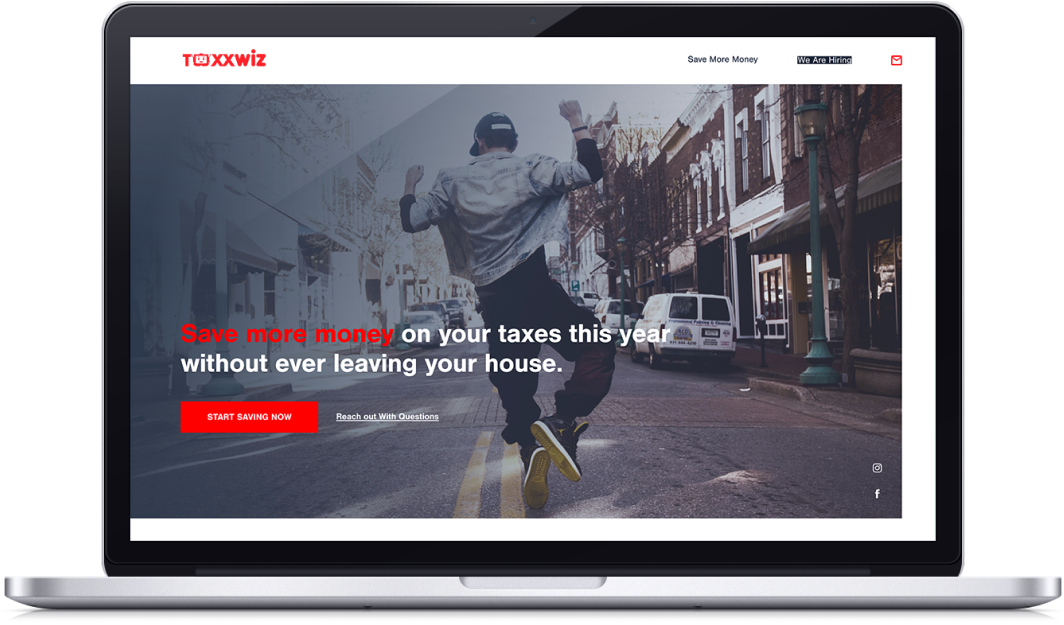 TOXXWIZ
Save More Money
We Are Hiring
Save more money on your taxes this year
without ever leaving your house.
START SAVING NOW
Reach out With Questions